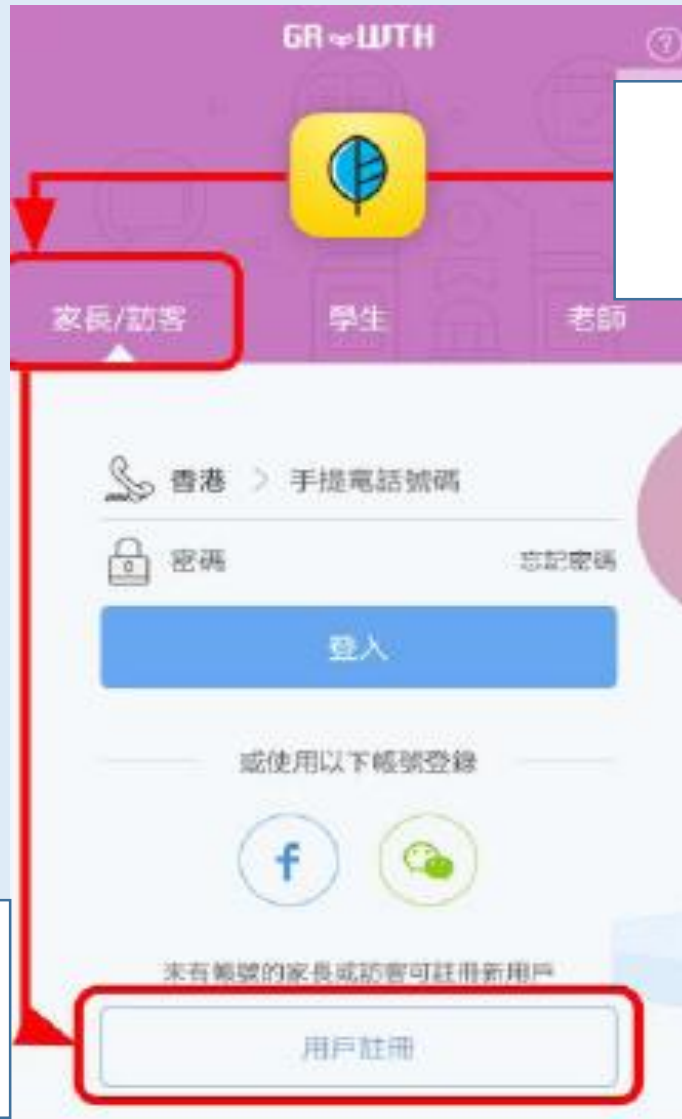 GRWTH
?
家長/訪客 學生 老師
香港 > 手提電話號碼
密碼 忘記密碼
登入
或使用以下帳號登錄
f
未有帳號的家長或訪客可註冊新用戶
用戶註冊